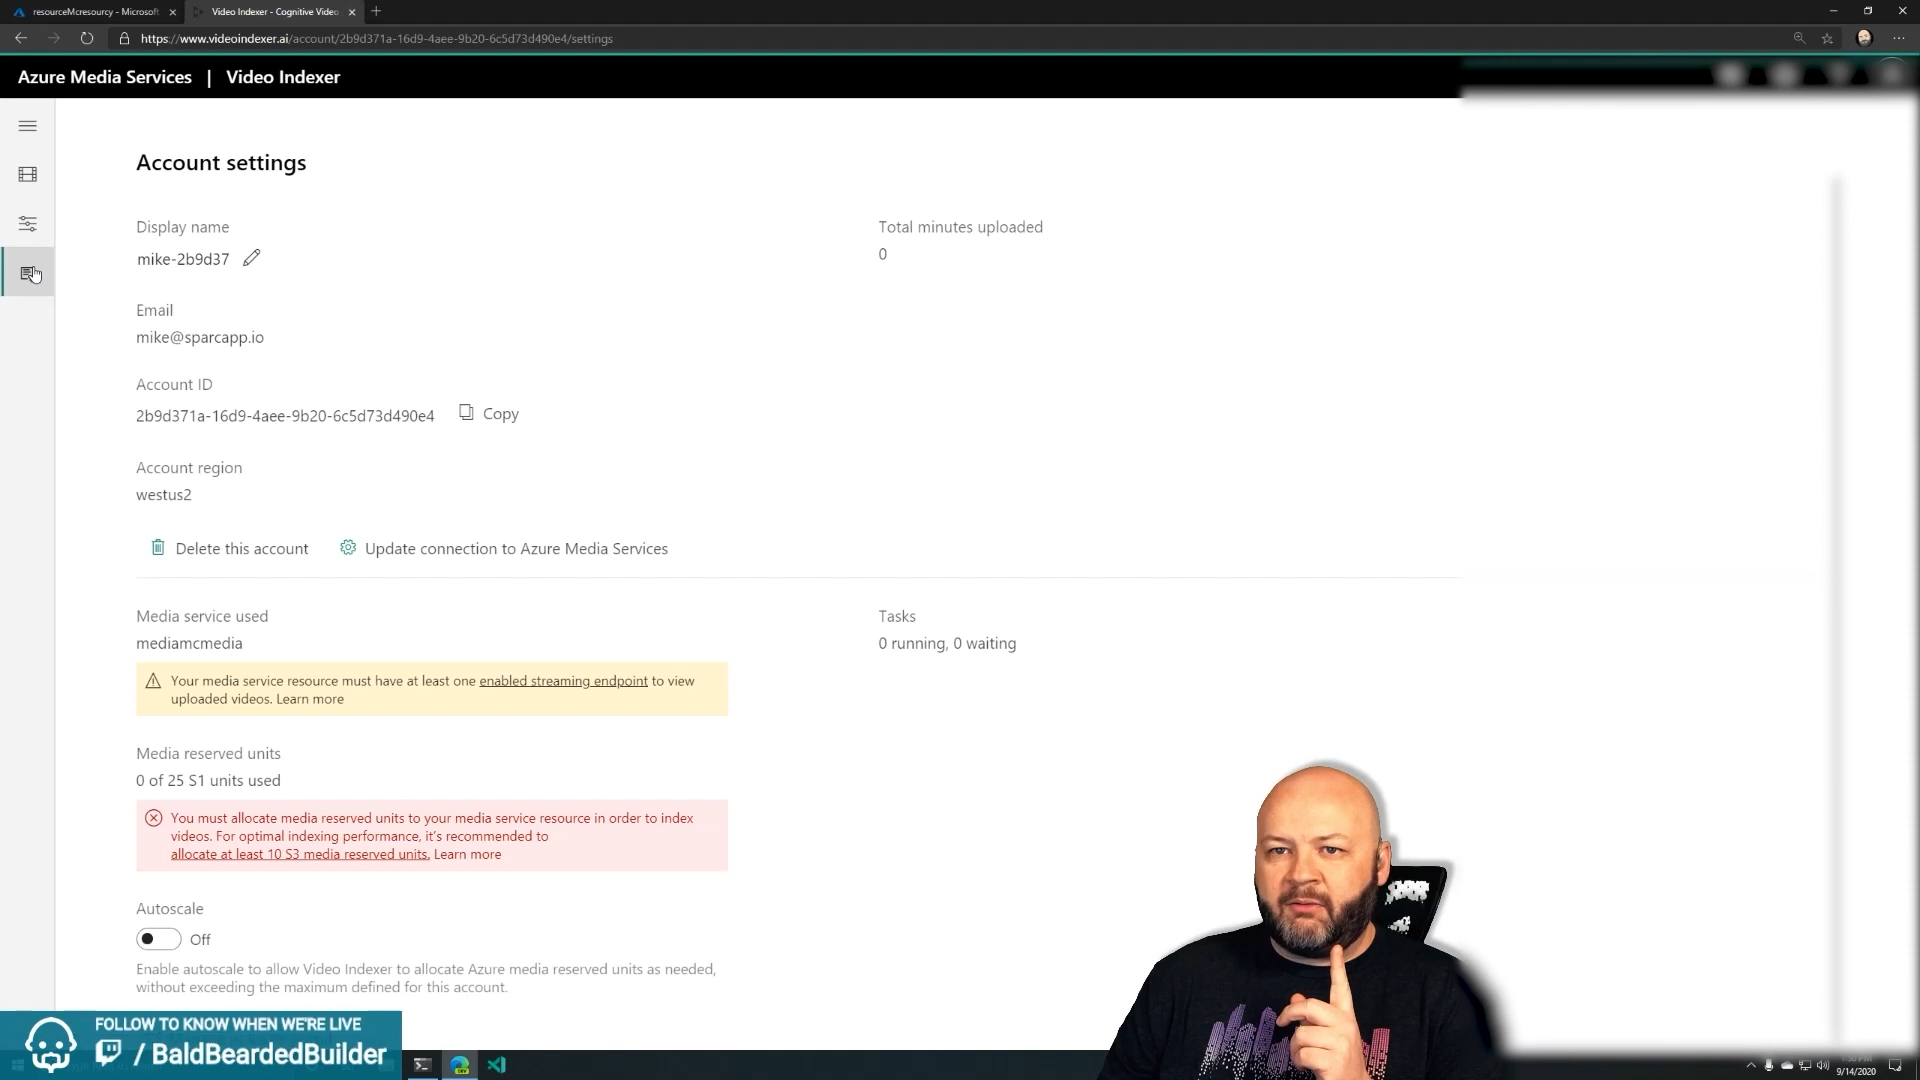 resourceMcresourcy - Microsoft
Video Indexer - Cognitive Video
https://www.videoindexer.ai/account/2b9d371a-16d9-4aee-9b20-6c5d73d490e4/settings
Azure Media Services | Video Indexer
Account settings
Display name
mike-2b9d37
Total minutes uploaded
0
Email
mike@sparcapp.io
Account ID
2b9d371a-16d9-4aee-9b20-6c5d73d490e4
Copy
Account region
westus2
Delete this account
Update connection to Azure Media Services
Media service used
mediamcmedia
Tasks
0 running, 0 waiting
Your media service resource must have at least one enabled streaming endpoint to view
uploaded videos. Learn more
Media reserved units
0 of 25 S1 units used
You must allocate media reserved units to your media service resource in order to index
videos. For optimal indexing performance, it's recommended to
allocate at least 10 S3 media reserved units. Learn more
Autoscale
Off
Enable autoscale to allow Video Indexer to allocate Azure media reserved units as needed,
without exceeding the maximum defined for this account.
FOLLOW TO KNOW WHEN WE'RE LIVE
/ BaldBeardedBuilder
9/14/2020